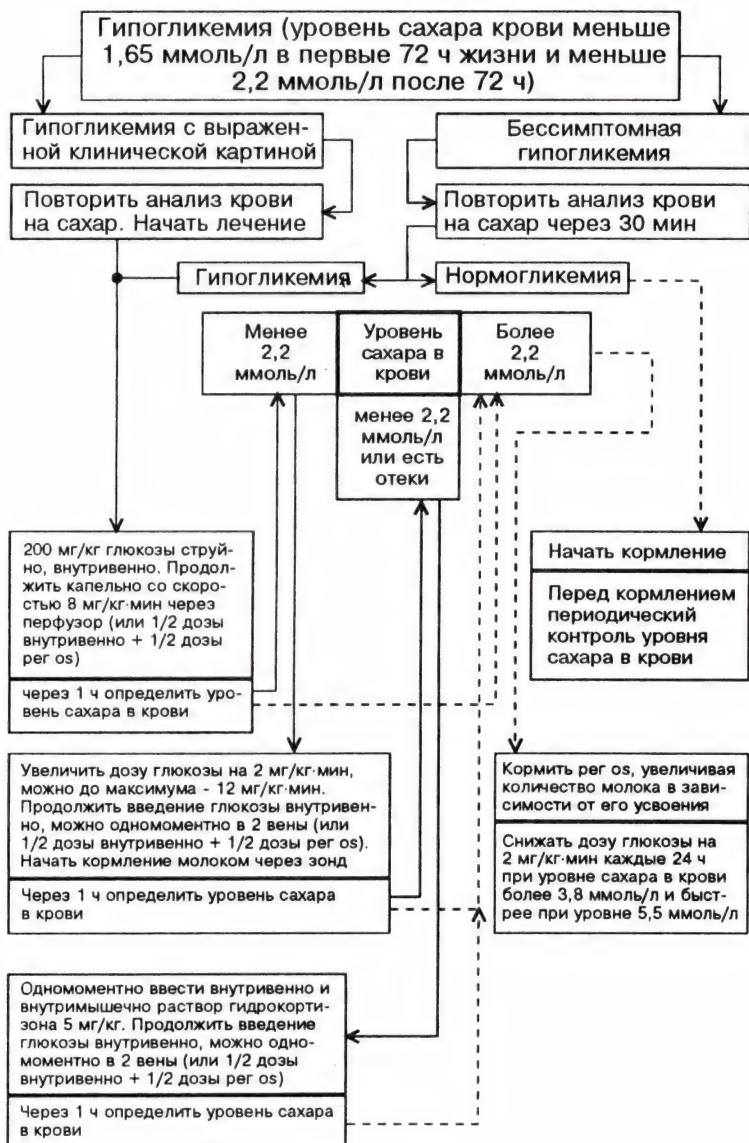 Гипогликемия (уровень сахара крови меньше
1,65 ммоль/л в первые 72 ч жизни и меньше
2,2 ммоль/л после 72 ч)
Гипогликемия с выражен-
ной клинической картиной
Бессимптомная
гипогликемия
Повторить анализ крови
на сахар. Начать лечение
Повторить анализ крови
на сахар через 30 мин
Гипогликемия
Нормогликемия
Менее
2,2
ммоль/л
Уровень
сахара в
крови
Более
2,2
ммоль/л
менее 2,2
ммоль/л
или есть
отеки
200 мг/кг глюкозы струй-
но, внутривенно. Продол-
жить капельно со скоро-
стью 8 мг/кг·мин через
перфузор (или 1/2 дозы
внутривенно + 1/2 дозы
per os)
через 1 ч определить уро-
вень сахара в крови
Начать кормление
Перед кормлением
периодический
контроль уровня
сахара в крови
Увеличить дозу глюкозы на 2 мг/кг·мин,
можно до максимума - 12 мг/кг·мин.
Продолжить введение глюкозы внутривен-
но, можно одномоментно в 2 вены (или
1/2 дозы внутривенно + 1/2 дозы per os).
Начать кормление молоком через зонд
Через 1 ч определить уровень сахара
в крови
Кормить per os, увеличивая
количество молока в зави-
симости от его усвоения
Снижать дозу глюкозы на
2 мг/кг·мин каждые 24 ч
при уровне сахара в крови
более 3,8 ммоль/л и быст-
рее при уровне 5,5 ммоль/л
Одномоментно ввести внутривенно и
внутримышечно раствор гидрокорти-
зона 5 мг/кг. Продолжить введение
глюкозы внутривенно, можно одно-
моментно в 2 вены (или 1/2 дозы
внутривенно + 1/2 дозы per os)
Через 1 ч определить уровень сахара
в крови